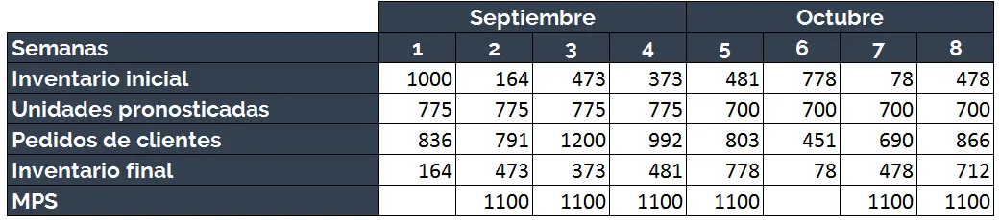 Septiembre Octubre
Semanas 1 2 3 4 5 6 7 8
Inventario inicial 1000 164 473 373 481 778 78 478
Unidades pronosticadas 775 775 775 775 700 700 700 700
Pedidos de clientes 836 791 1200 992 803 451 690 866
Inventario final 164 473 373 481 778 78 478 712
MPS 1100 1100 1100 1100 1100 1100